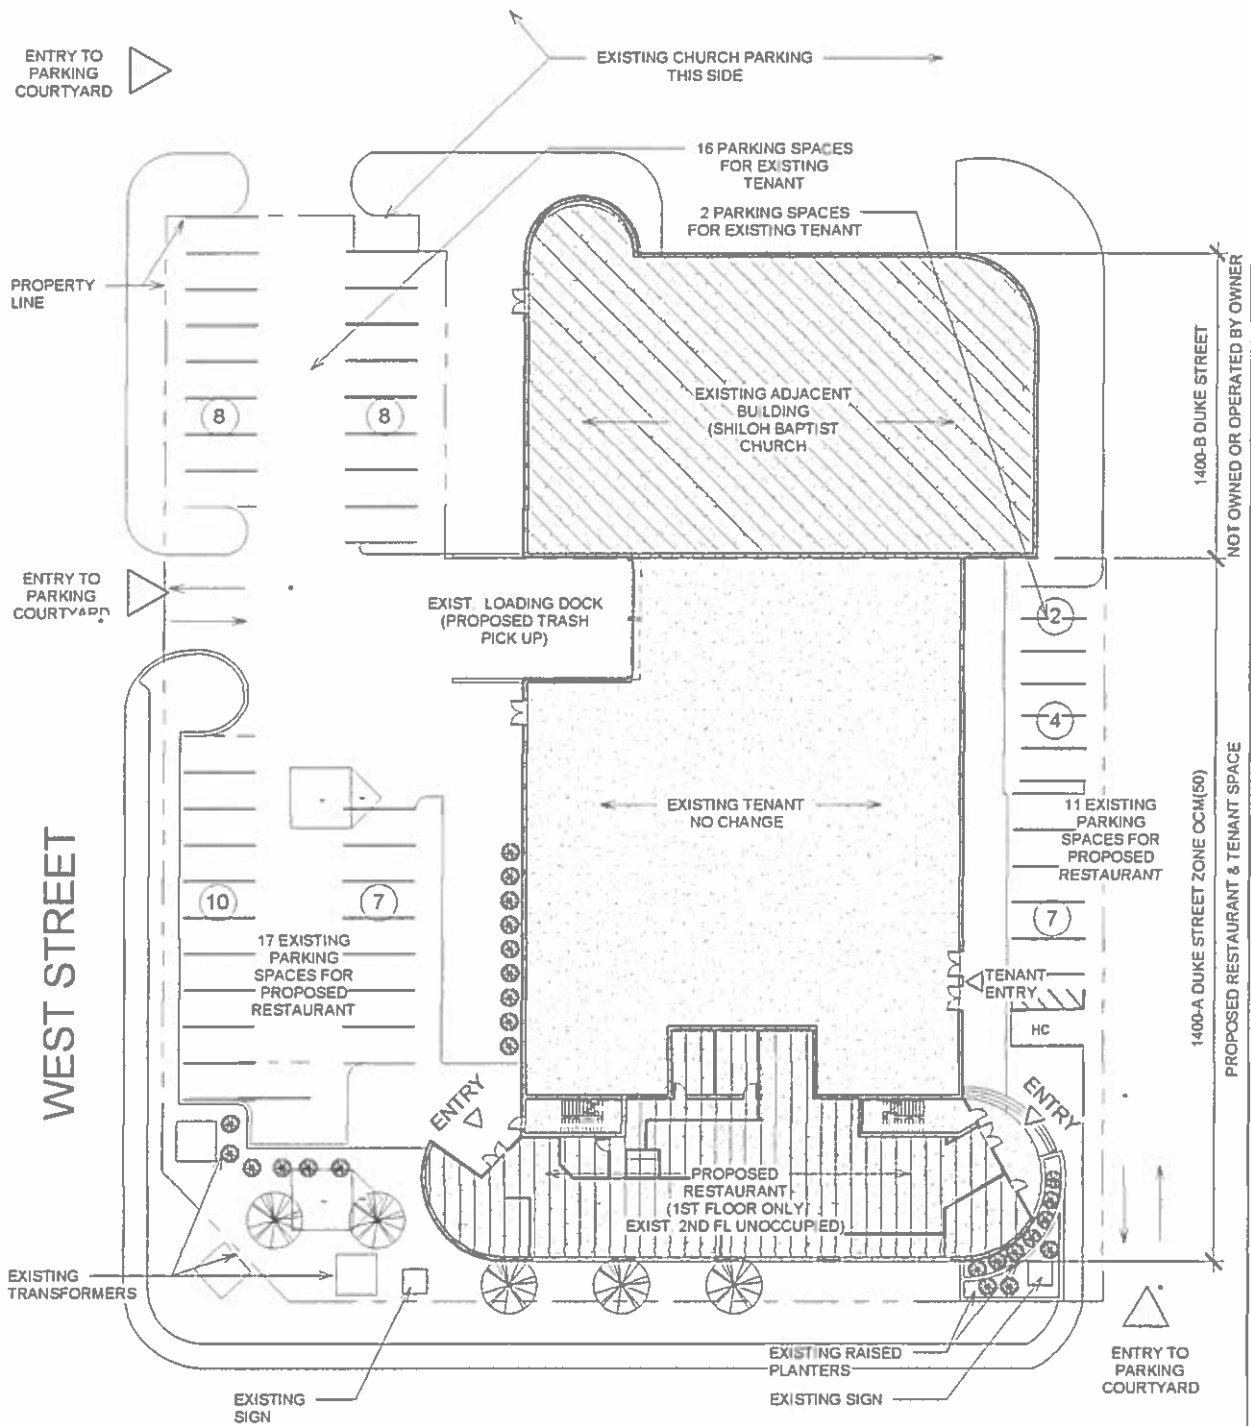 ENTRY TO
PARKING
COURTYARD
EXISTING CHURCH PARKING
THIS SIDE
16 PARKING SPACES
FOR EXISTING
TENANT
2 PARKING SPACES
FOR EXISTING TENANT
PROPERTY
LINE
8
8
EXISTING ADJACENT
BUILDING
(SHILOH BAPTIST
CHURCH
1400-B DUKE STREET
NOT OWNED OR OPERATED BY OWNER
ENTRY TO
PARKING
COURTYARD
EXIST. LOADING DOCK
(PROPOSED TRASH
PICK UP)
2
4
EXISTING TENANT
NO CHANGE
11 EXISTING
PARKING
SPACES FOR
PROPOSED
RESTAURANT
1400-A DUKE STREET ZONE OCM(50)
PROPOSED RESTAURANT & TENANT SPACE
WEST STREET
10
7
17 EXISTING
PARKING
SPACES FOR
PROPOSED
RESTAURANT
7
TENANT
ENTRY
HC
ENTRY
ENTRY
PROPOSED
RESTAURANT
(1ST FLOOR ONLY
EXIST. 2ND FL UNOCCUPIED)
EXISTING
TRANSFORMERS
EXISTING
SIGN
EXISTING RAISED
PLANTERS
EXISTING SIGN
ENTRY TO
PARKING
COURTYARD